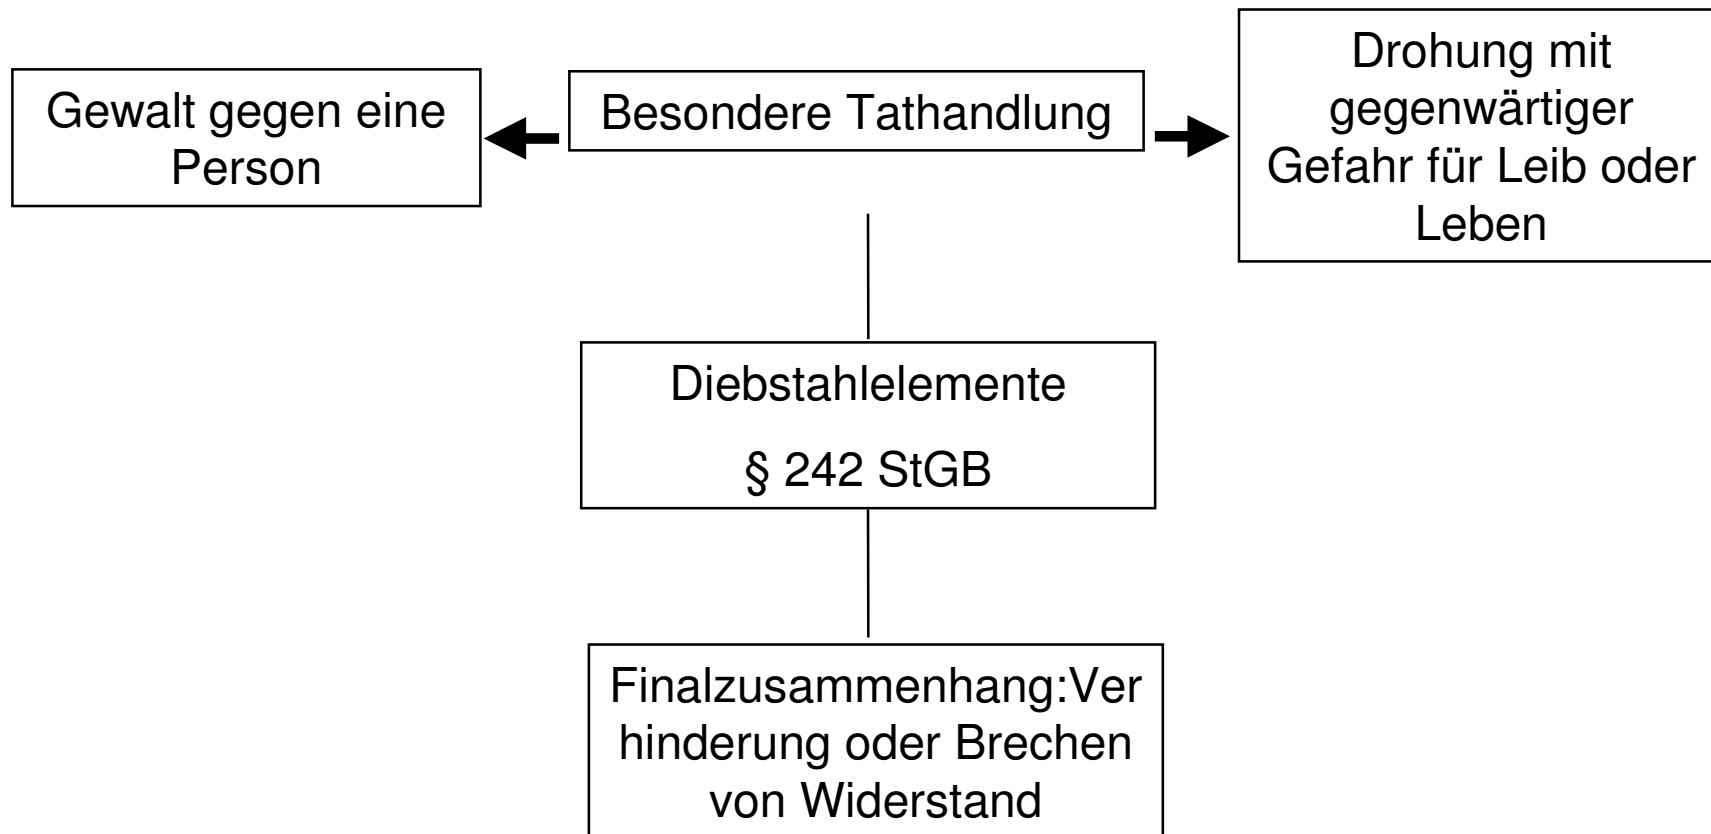 Gewalt gegen eine
Person
Besondere Tathandlung
Drohung mit
gegenwärtiger
Gefahr für Leib oder
Leben
Diebstahlelemente
§ 242 StGB
Finalzusammenhang:Ver
hinderung oder Brechen
von Widerstand